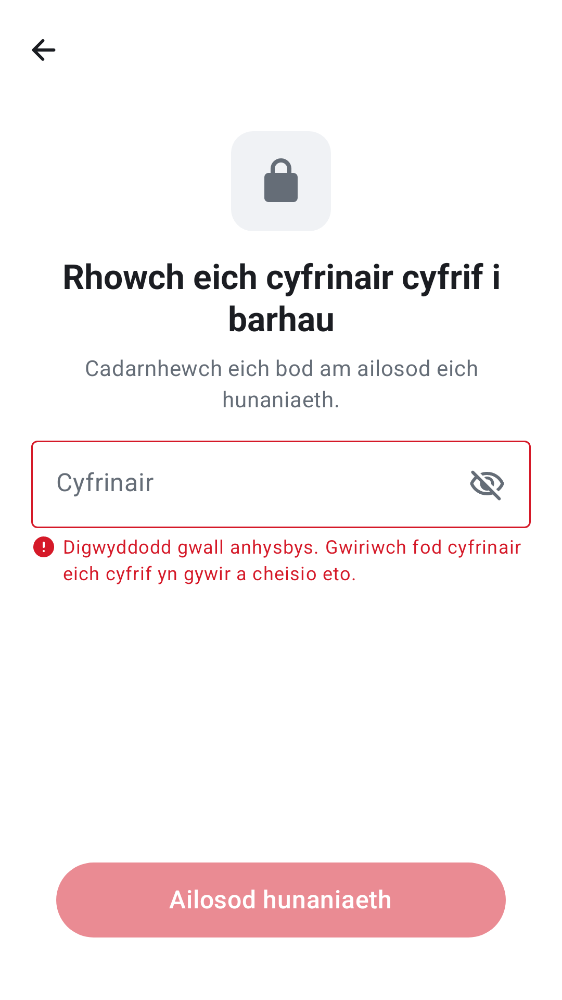 Rhowch eich cyfrinair cyfrif i
barhau
Cadarnhewch eich bod am ailosod eich
hunaniaeth.
Cyfrinair
Digwyddodd gwall anhysbys. Gwiriwch fod cyfrinair
eich cyfrif yn gywir a cheisio eto.
Ailosod hunaniaeth